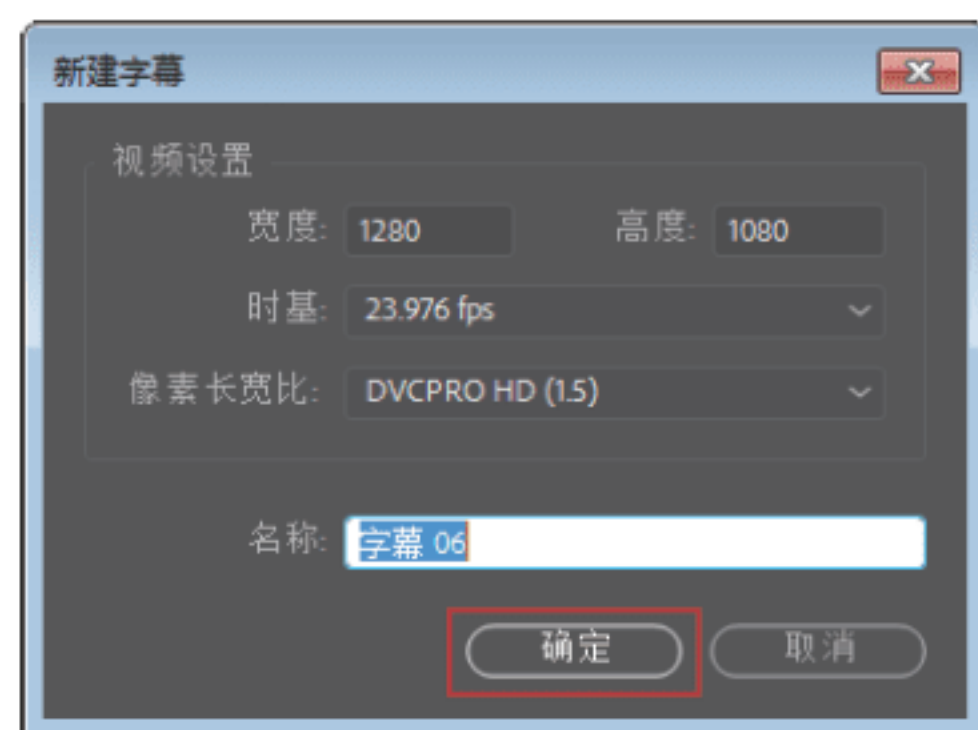 新建字幕
视频设置
宽度: 1280 高度: 1080
时基: 23.976 fps
像素长宽比: DVCPRO HD (1.5)
名称: 字幕 06
确定 取消